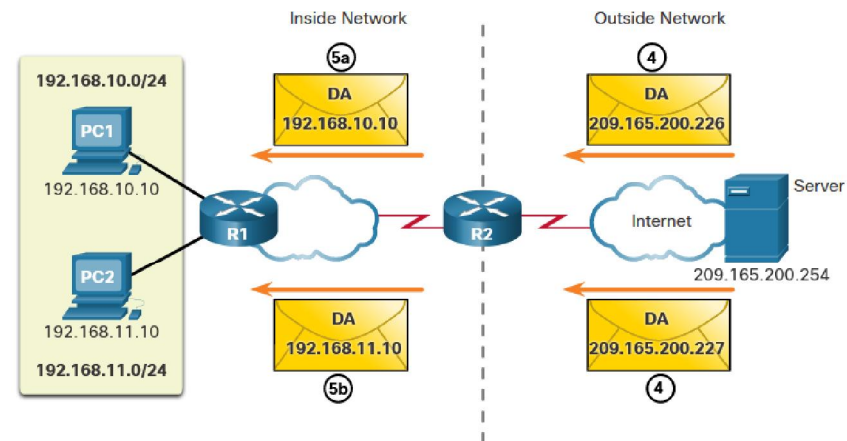 Inside Network
Outside Network
5a
4
192.168.10.0/24
DA
192.168.10.10
DA
209.165.200.226
PC1
192.168.10.10
R1
R2
Internet
Server
209.165.200.254
PC2
192.168.11.10
192.168.11.0/24
DA
192.168.11.10
DA
209.165.200.227
5b
4